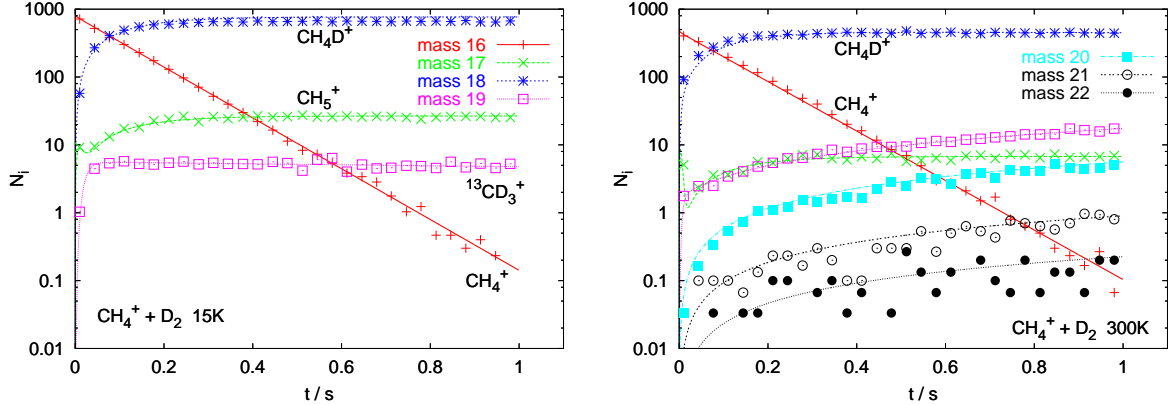 1000
100
10
1
0.1
0.01
N_i
0 0.2 0.4 0.6 0.8 1
t / s
CH₄D⁺
mass 16
mass 17
mass 18
mass 19
CH₅⁺
¹³CD₃⁺
CH₄⁺
CH₄⁺ + D₂ 15K
1000
100
10
1
0.1
0.01
N_i
0 0.2 0.4 0.6 0.8 1
t / s
CH₄D⁺
CH₄⁺
mass 20
mass 21
mass 22
CH₄⁺ + D₂ 300K